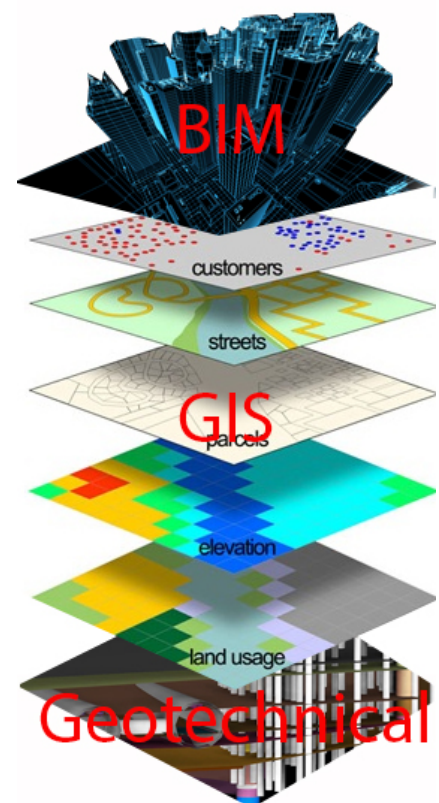 BIM
customers
streets
GIS
parcels
elevation
land usage
Geotechnical